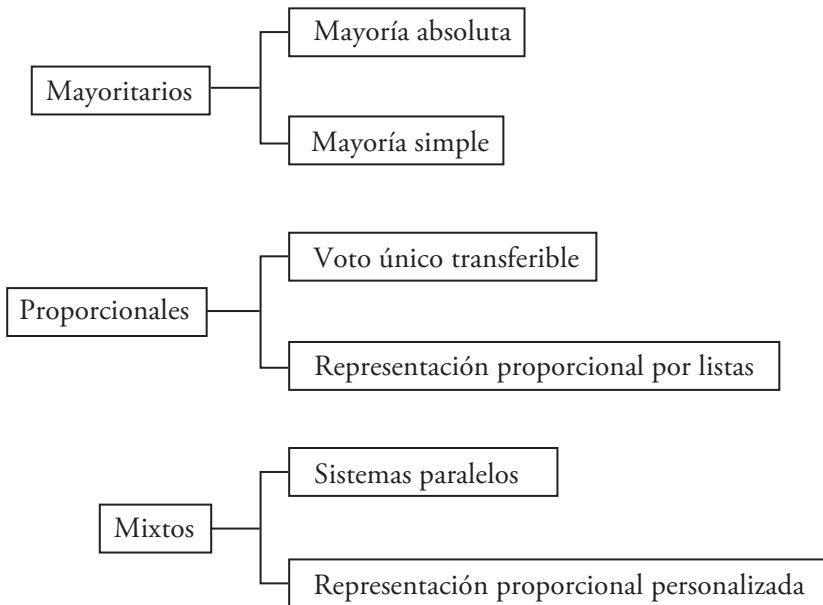 Mayoritarios
Mayoría absoluta
Mayoría simple
Proporcionales
Voto único transferible
Representación proporcional por listas
Mixtos
Sistemas paralelos
Representación proporcional personalizada